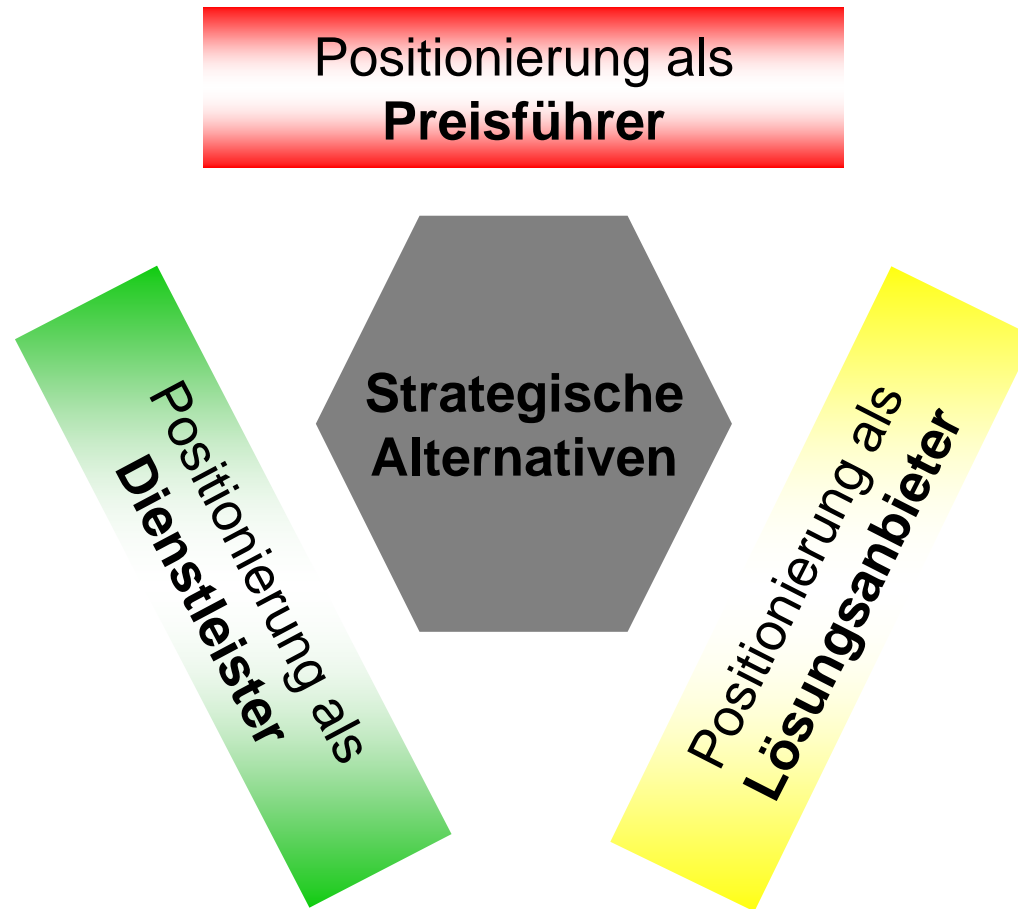 Positionierung als
Preisführer
Strategische
Alternativen
Positionierung als
Dienstleister
Positionierung als
Lösungsanbieter